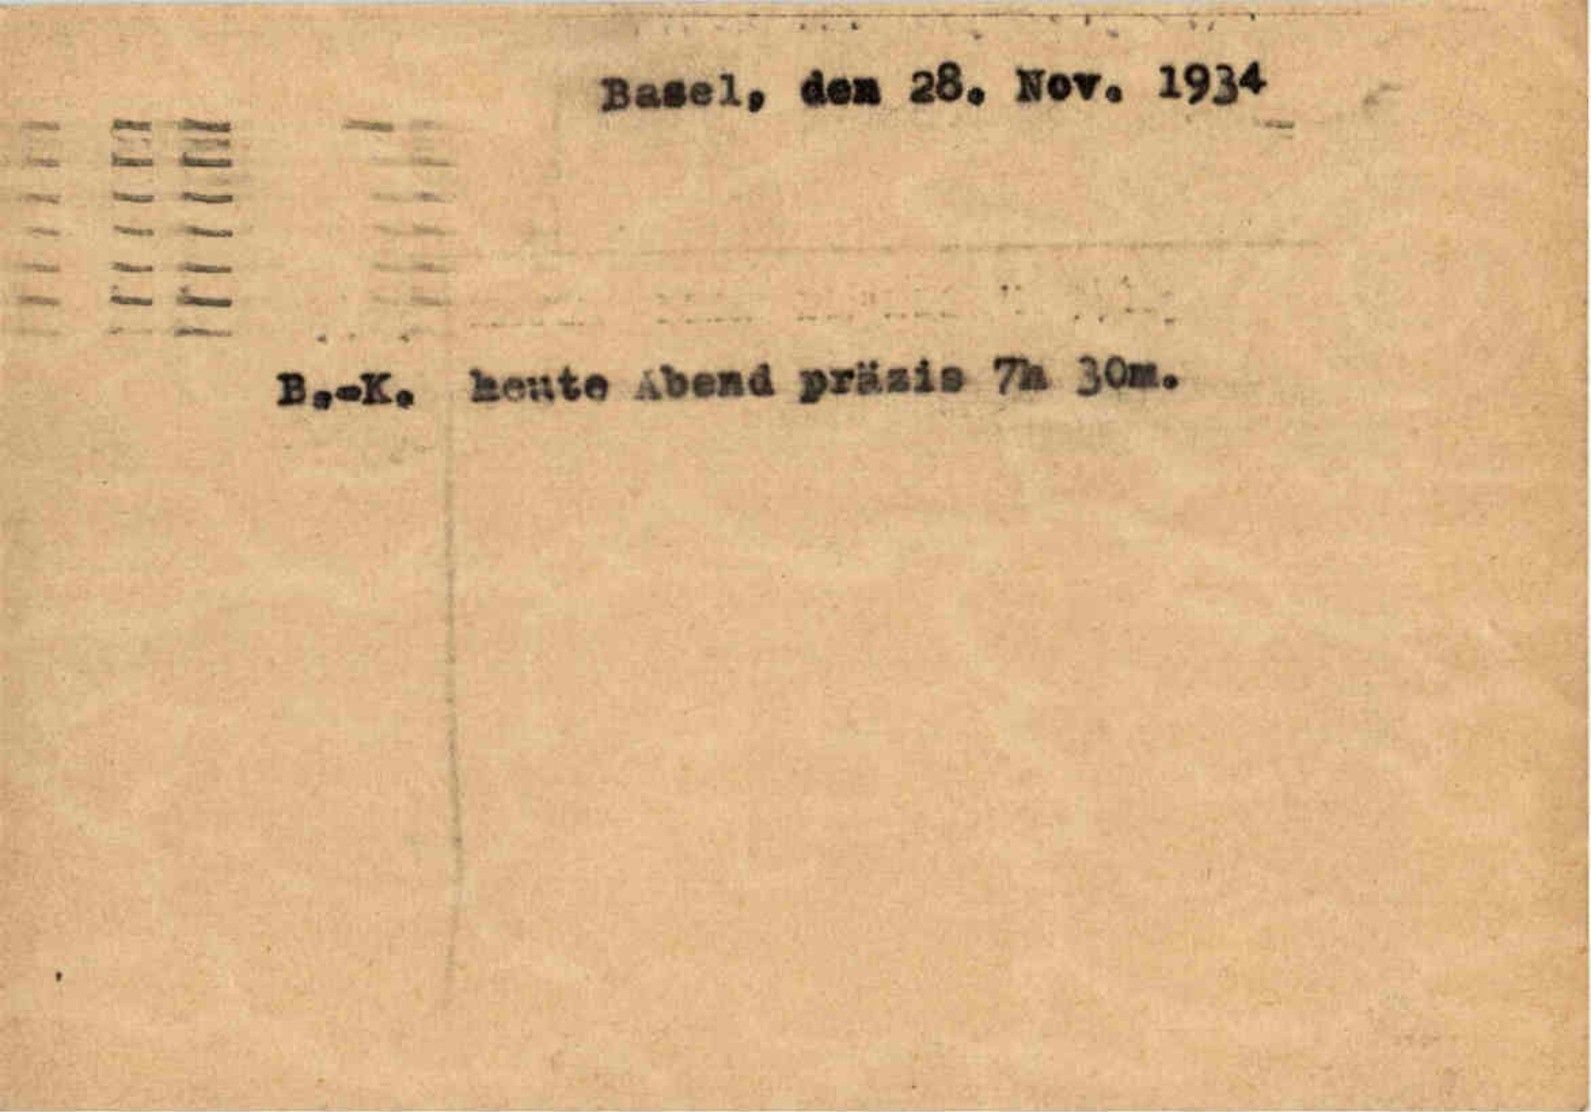 Basel, den 28. Nov. 1934
B.-K. heute Abend präzis 7h 30m.